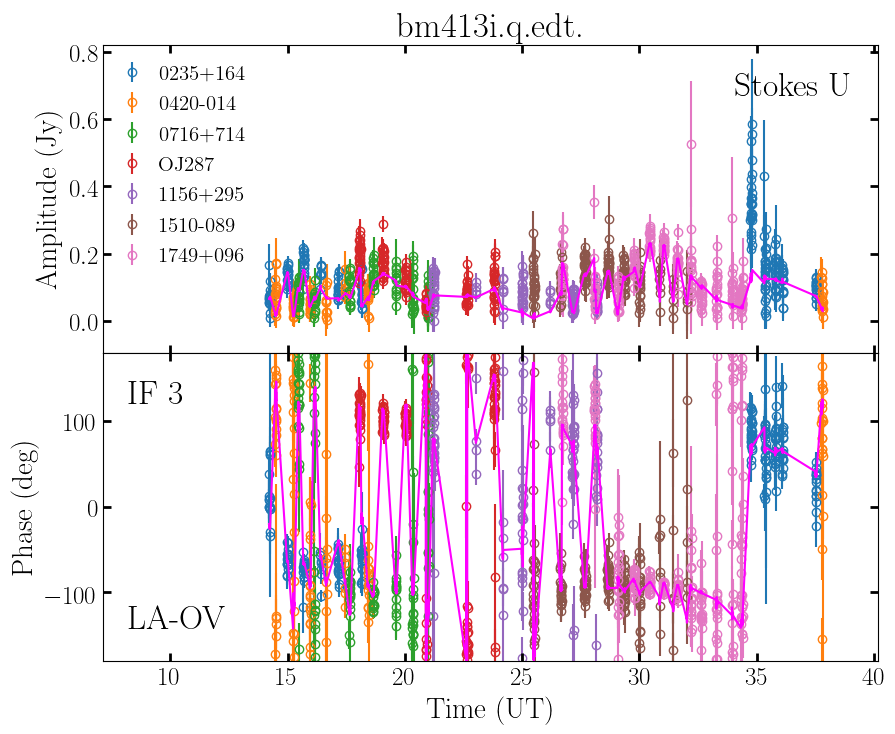 bm413i.q.edt.
Stokes U
0235+164
0420-014
0716+714
OJ287
1156+295
1510-089
1749+096
Amplitude (Jy)
0.8
0.6
0.4
0.2
0.0
IF 3
LA-OV
Phase (deg)
100
0
−100
10
15
20
25
30
35
40
Time (UT)